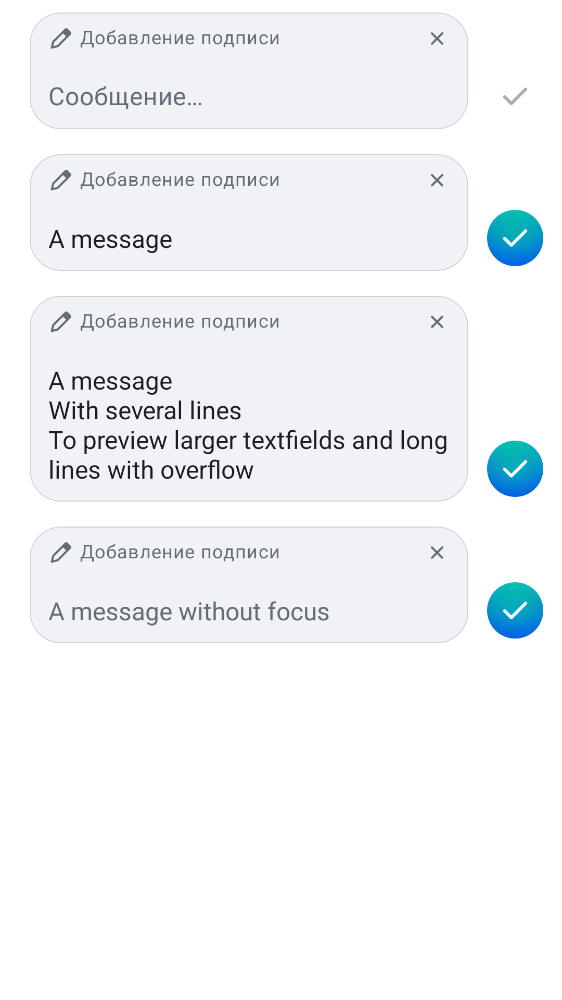 Добавление подписи
Сообщение…
Добавление подписи
A message
Добавление подписи
A message
With several lines
To preview larger textfields and long
lines with overflow
Добавление подписи
A message without focus